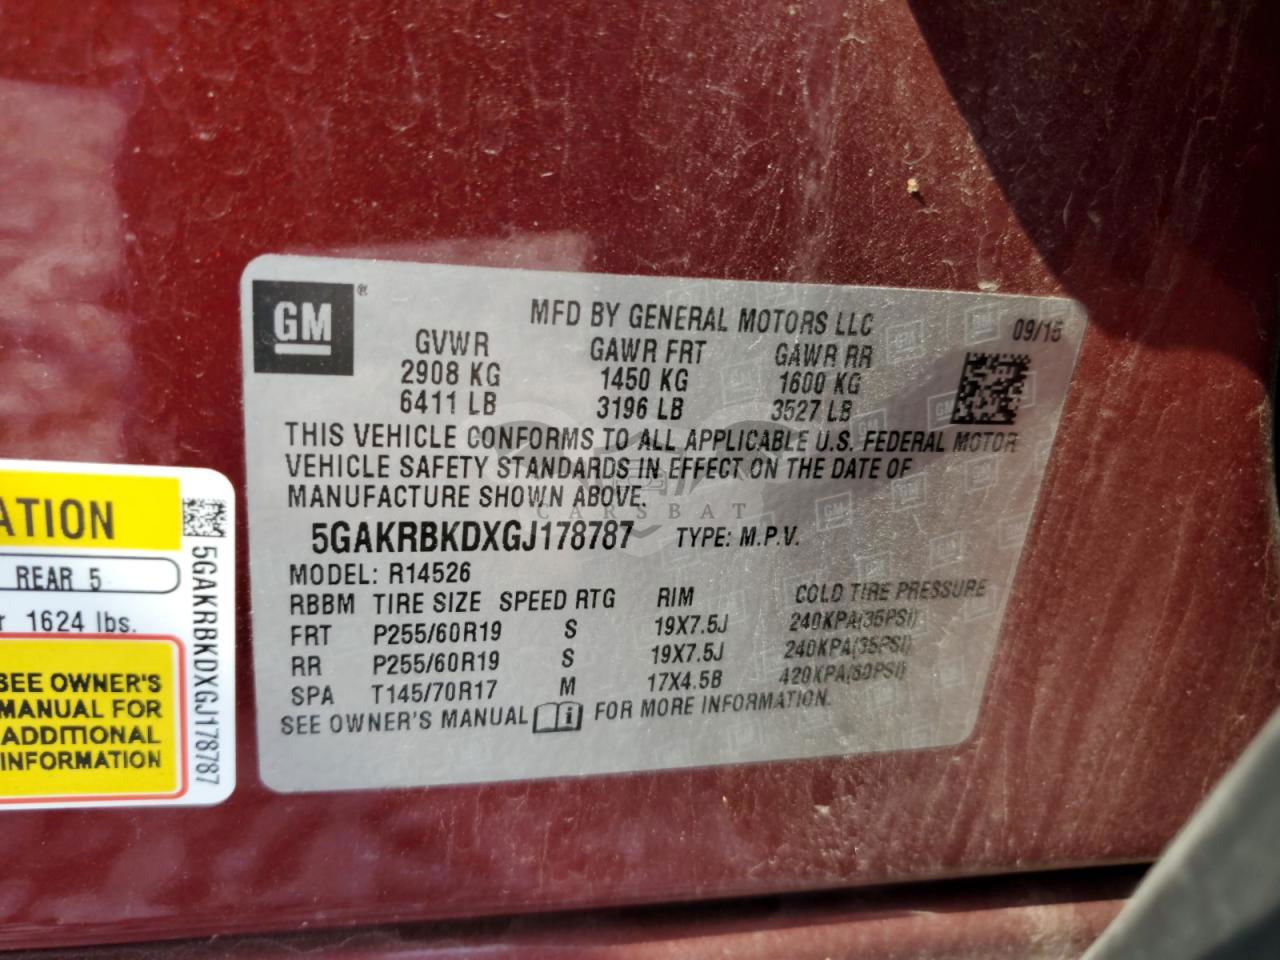 GM ®
MFD BY GENERAL MOTORS LLC
09/15
GVWR GAWR FRT GAWR RR
2908 KG 1450 KG 1600 KG
6411 LB 3196 LB 3527 LB
THIS VEHICLE CONFORMS TO ALL APPLICABLE U.S. FEDERAL MOTOR
VEHICLE SAFETY STANDARDS IN EFFECT ON THE DATE OF
MANUFACTURE SHOWN ABOVE.
CARSBAT
5GAKRBKDXGJ178787 TYPE: M.P.V.
MODEL: R14526
RBBM TIRE SIZE SPEED RTG RIM COLD TIRE PRESSURE
FRT P255/60R19 S 19X7.5J 240KPA(35PSI)
RR P255/60R19 S 19X7.5J 240KPA(35PSI)
SPA T145/70R17 M 17X4.5B 420KPA(60PSI)
SEE OWNER'S MANUAL FOR MORE INFORMATION.
ATION
REAR 5
r 1624 lbs.
SEE OWNER'S
MANUAL FOR
ADDITIONAL
INFORMATION
5GAKRBKDXGJ178787